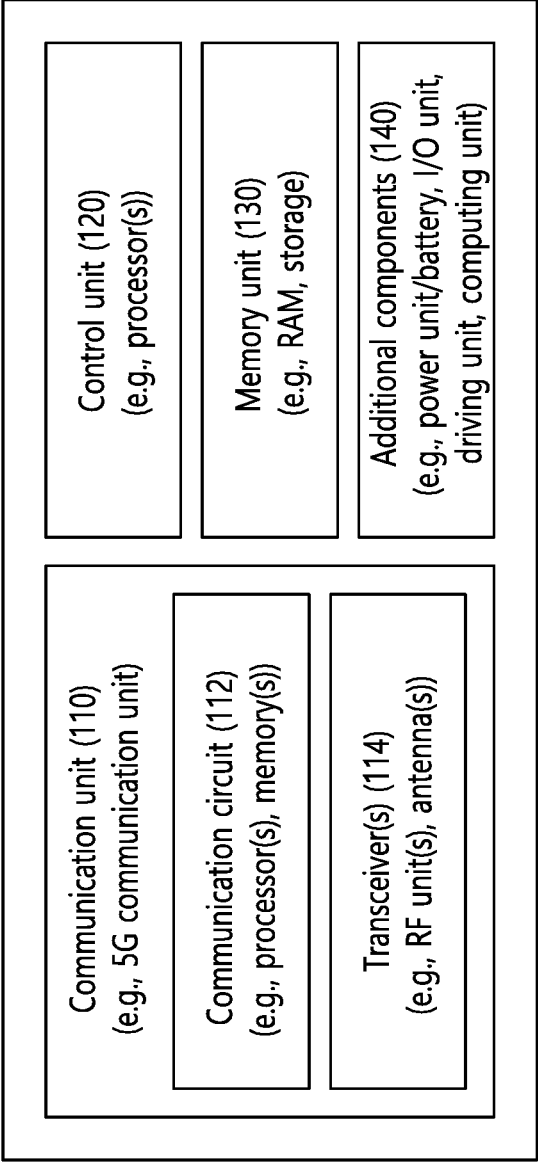 Communication unit (110)
(e.g., 5G communication unit)
Communication circuit (112)
(e.g., processor(s), memory(s))
Transceiver(s) (114)
(e.g., RF unit(s), antenna(s))
Control unit (120)
(e.g., processor(s))
Memory unit (130)
(e.g., RAM, storage)
Additional components (140)
(e.g., power unit/battery, I/O unit,
driving unit, computing unit)